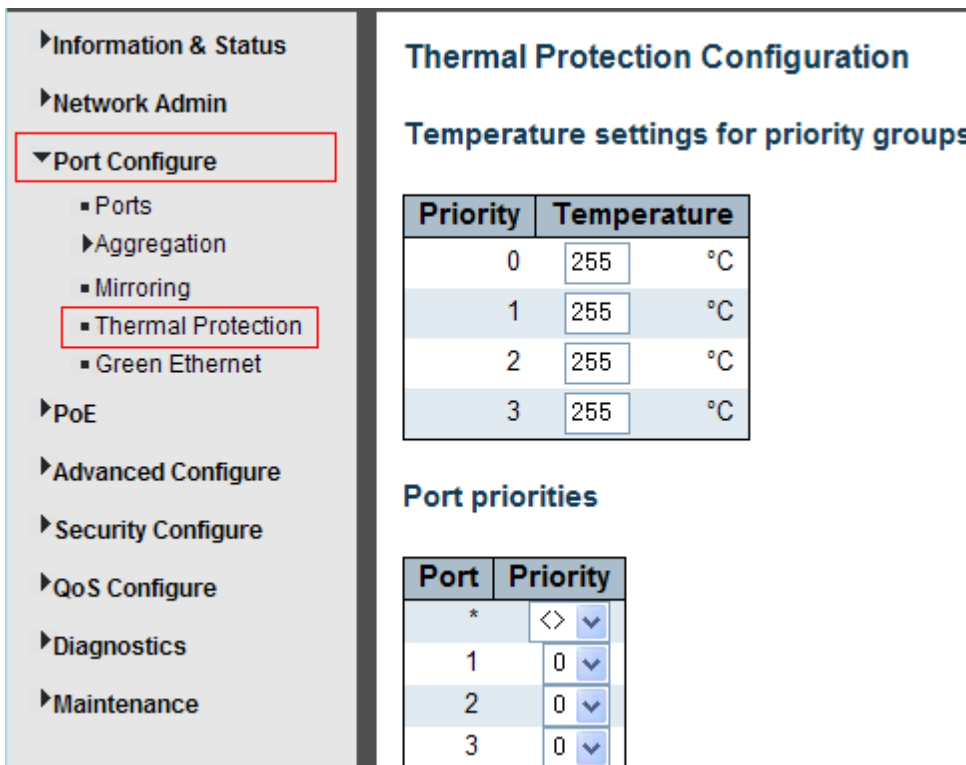 Information & Status
Network Admin
Port Configure
Ports
Aggregation
Mirroring
Thermal Protection
Green Ethernet
PoE
Advanced Configure
Security Configure
QoS Configure
Diagnostics
Maintenance
Thermal Protection Configuration
Temperature settings for priority groups
Priority Temperature
0 255 °C
1 255 °C
2 255 °C
3 255 °C
Port priorities
Port Priority
* <>
1 0
2 0
3 0